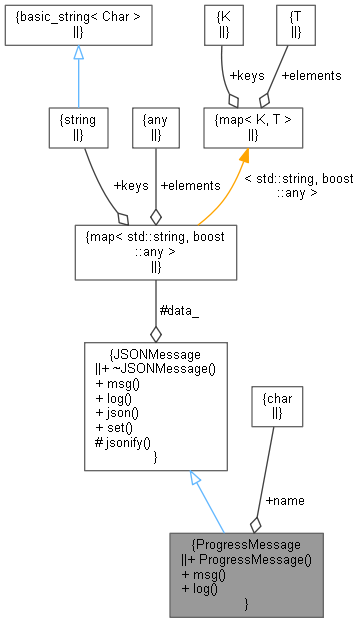 {basic_string< Char >
||}
{K
||}
{T
||}
+keys
+elements
{string
||}
{any
||}
{map< K, T >
||}
+keys
+elements
< std::string, boost
::any >
{map< std::string, boost
::any >
||}
#data_
{JSONMessage
||+ ~JSONMessage()
+ msg()
+ log()
+ json()
+ set()
# jsonify()
}
{char
||}
+name
{ProgressMessage
||+ ProgressMessage()
+ msg()
+ log()
}